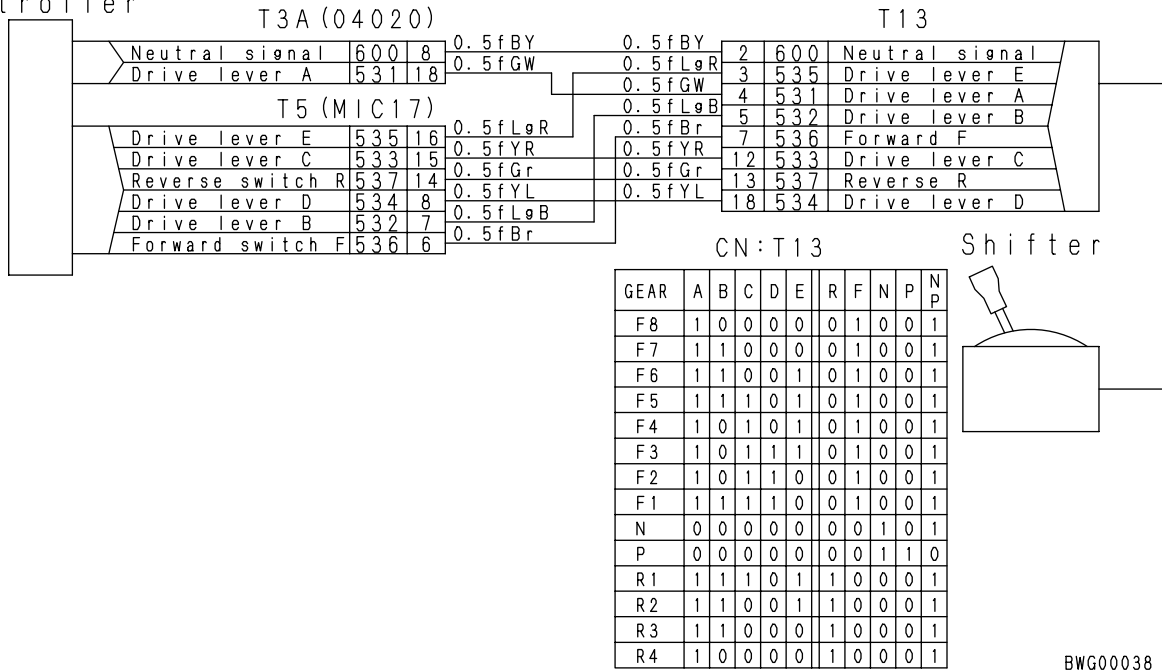 troller
T3A(04020)
Neutral signal 600 8 0.5fBY
Drive lever A 531 18 0.5fGW
T5(MIC17)
Drive lever E 535 16 0.5fLgR
Drive lever C 533 15 0.5fYR
Reverse switch R 537 14 0.5fGr
Drive lever D 534 8 0.5fYL
Drive lever B 532 7 0.5fLgB
Forward switch F 536 6 0.5fBr
T13
0.5fBY 2 600 Neutral signal
0.5fLgR 3 535 Drive lever E
0.5fGW 4 531 Drive lever A
0.5fLgB 5 532 Drive lever B
0.5fBr 7 536 Forward F
0.5fYR 12 533 Drive lever C
0.5fGr 13 537 Reverse R
0.5fYL 18 534 Drive lever D
CN:T13
Shifter
GEAR A B C D E R F N P NP
F8 1 0 0 0 0 0 1 0 0 1
F7 1 1 0 0 0 0 1 0 0 1
F6 1 1 0 0 1 0 1 0 0 1
F5 1 1 1 0 1 0 1 0 0 1
F4 1 0 1 0 1 0 1 0 0 1
F3 1 0 1 1 1 0 1 0 0 1
F2 1 0 1 1 0 0 1 0 0 1
F1 1 1 1 1 0 0 1 0 0 1
N 0 0 0 0 0 0 0 1 0 1
P 0 0 0 0 0 0 0 1 1 0
R1 1 1 1 0 1 1 0 0 0 1
R2 1 1 0 0 1 1 0 0 0 1
R3 1 1 0 0 0 1 0 0 0 1
R4 1 0 0 0 0 1 0 0 0 1
BWG00038